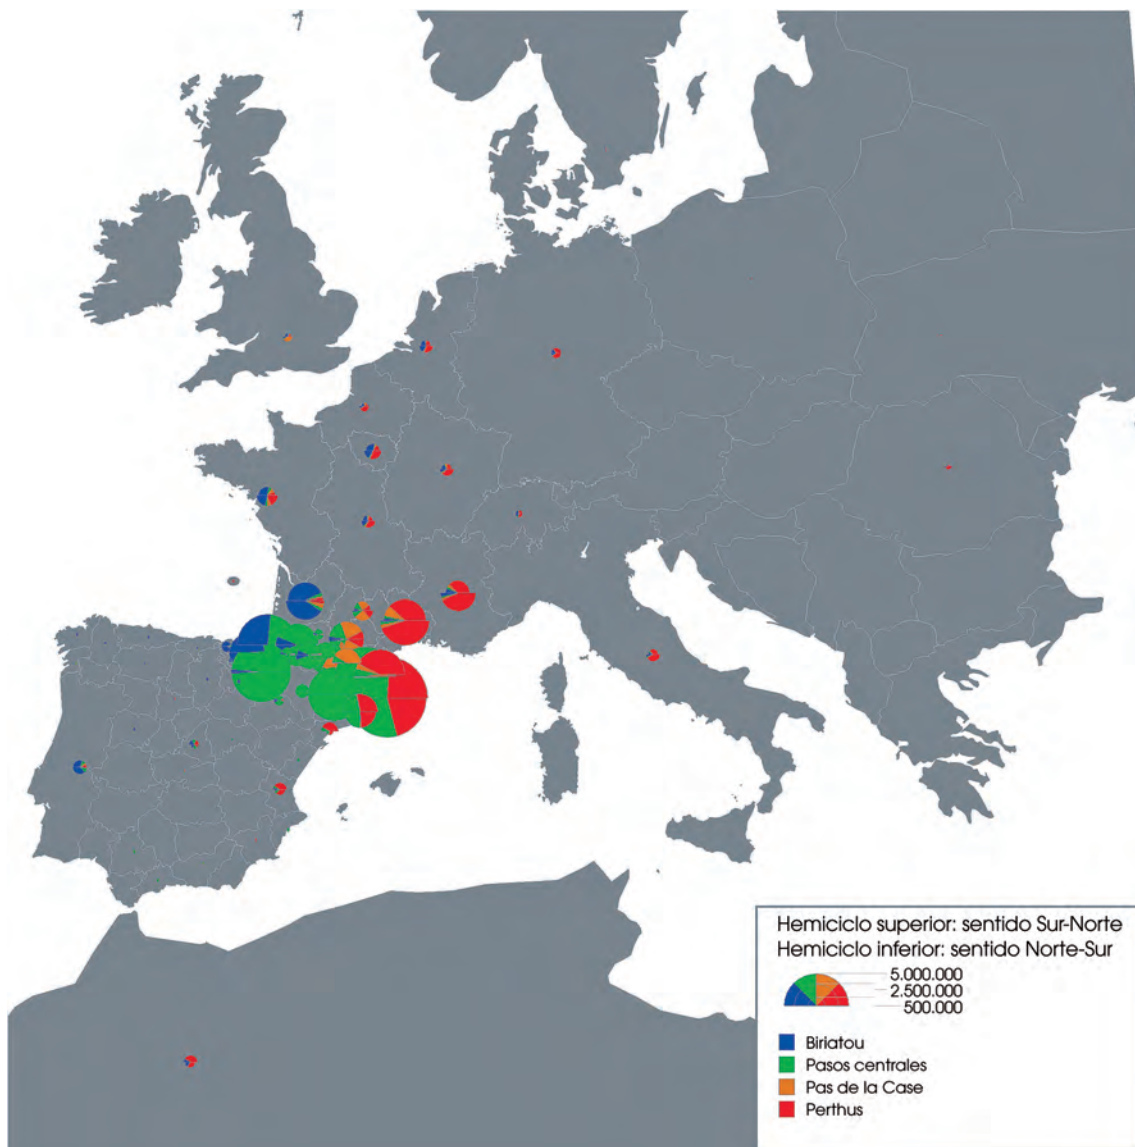 Hemiciclo superior: sentido Sur-Norte
Hemiciclo inferior: sentido Norte-Sur
5.000.000
2.500.000
500.000
Biriatou
Pasos centrales
Pas de la Case
Perthus